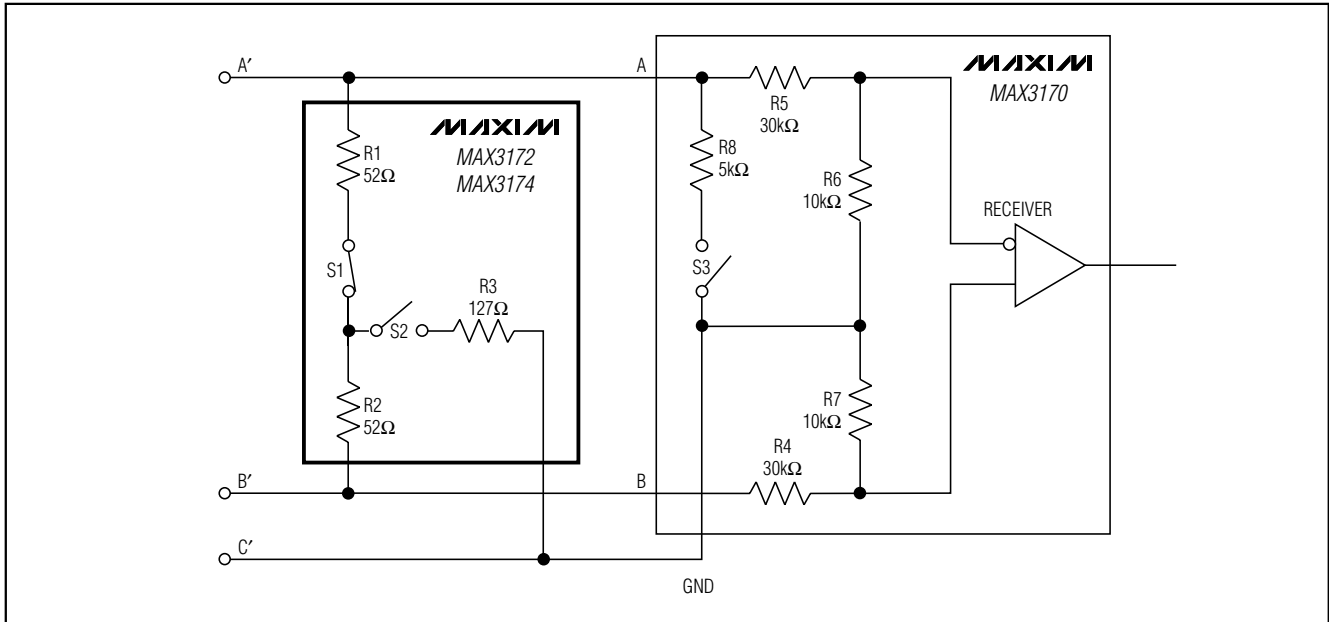 A′
A
MAXIM
MAX3170
R5
30kΩ
MAXIM
MAX3172
MAX3174
R1
52Ω
R8
5kΩ
R6
10kΩ
RECEIVER
S1
S3
R3
127Ω
S2
R2
52Ω
R7
10kΩ
R4
30kΩ
B′
B
C′
GND